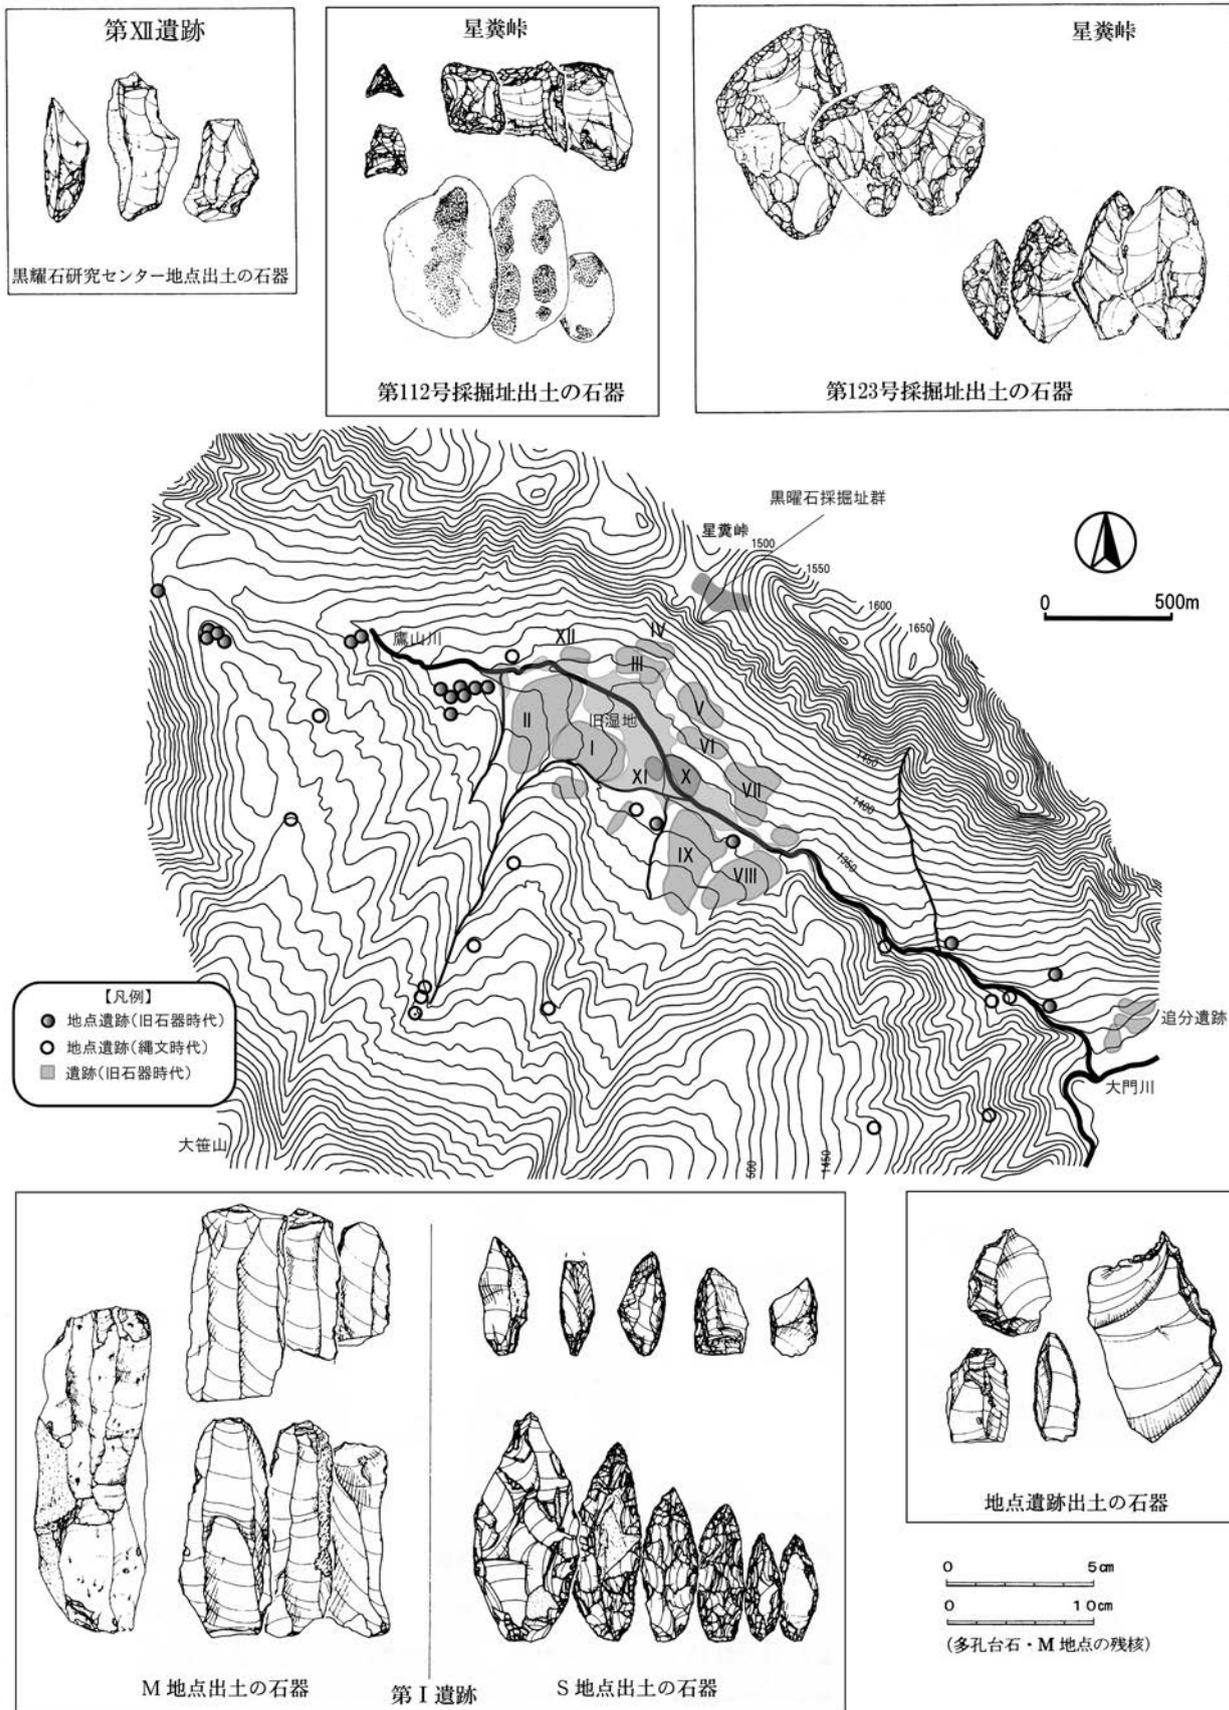 第Ⅻ遺跡
黒耀石研究センター地点出土の石器
星糞峠
第112号採掘址出土の石器
星糞峠
第123号採掘址出土の石器
黒曜石採掘址群
星糞峠
1500
1550
1600
1650
0 500m
鷹山川
XII
IV
III
II
旧湿地
I
V
VI
XI
X
VII
IX
VIII
1450
1400
1350
【凡例】
地点遺跡(旧石器時代)
地点遺跡(縄文時代)
遺跡(旧石器時代)
追分遺跡
大門川
大笹山
500
1450
M 地点出土の石器
第Ⅰ遺跡
S 地点出土の石器
地点遺跡出土の石器
0 5㎝
0 10㎝
(多孔台石・M 地点の残核)